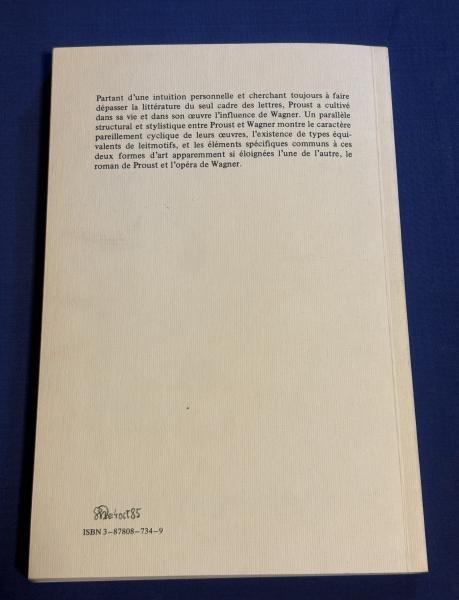 Partant d'une intuition personnelle et cherchant toujours à faire
dépasser la littérature du seul cadre des lettres, Proust a cultivé
dans sa vie et dans son œuvre l'influence de Wagner. Un parallèle
structural et stylistique entre Proust et Wagner montre le caractère
pareillement cyclique de leurs œuvres, l'existence de types équi-
valents de leitmotifs, et les éléments spécifiques communs à ces
deux formes d'art apparemment si éloignées l'une de l'autre, le
roman de Proust et l'opéra de Wagner.
ISBN 3–87808–734–9